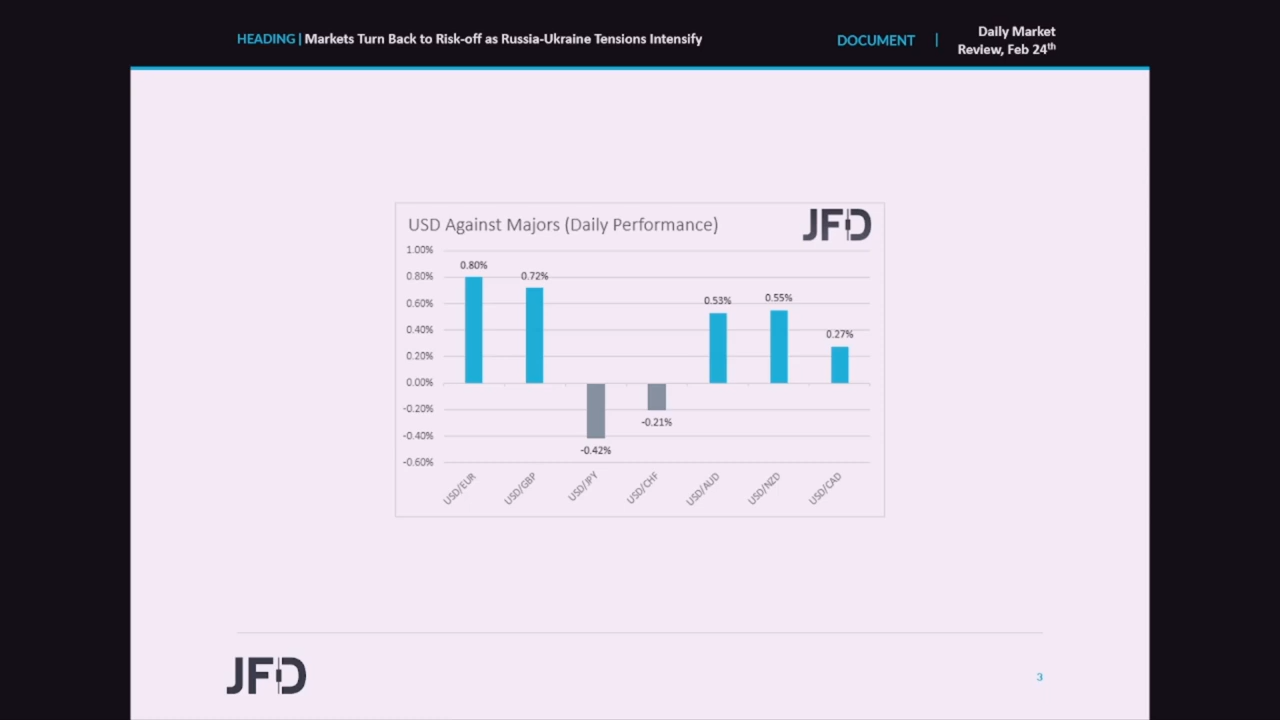 HEADING | Markets Turn Back to Risk-off as Russia-Ukraine Tensions Intensify
DOCUMENT | Daily Market
Review, Feb 24th
USD Against Majors (Daily Performance)
JFD
1.00%
0.80%
0.60%
0.40%
0.20%
0.00%
-0.20%
-0.40%
-0.60%
0.80%
0.72%
-0.42%
-0.21%
0.53%
0.55%
0.27%
USD/EUR
USD/GBP
USD/JPY
USD/CHF
USD/AUD
USD/NZD
USD/CAD
JFD
3